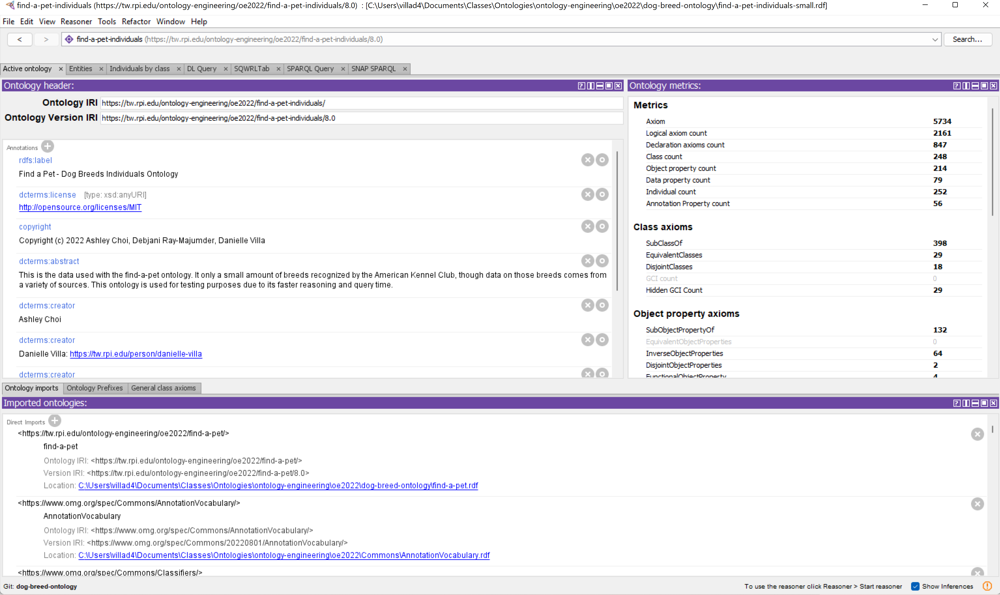 find-a-pet-individuals (https://tw.rpi.edu/ontology-engineering/oe2022/find-a-pet-individuals/8.0)  : [C:\Users\villad4\Documents\Classes\Ontologies\ontology-engineering\oe2022\dog-breed-ontology\find-a-pet-individuals-small.rdf]
File Edit View Reasoner Tools Refactor Window Help
< > find-a-pet-individuals (https://tw.rpi.edu/ontology-engineering/oe2022/find-a-pet-individuals/8.0) Search...
Active ontology × Entities × Individuals by class × DL Query × SQWRLTab × SPARQL Query × SNAP SPARQL ×
Ontology header:
Ontology IRI https://tw.rpi.edu/ontology-engineering/oe2022/find-a-pet-individuals/
Ontology Version IRI https://tw.rpi.edu/ontology-engineering/oe2022/find-a-pet-individuals/8.0
Annotations
rdfs:label
Find a Pet - Dog Breeds Individuals Ontology
dcterms:license [type: xsd:anyURI]
http://opensource.org/licenses/MIT
copyright
Copyright (c) 2022 Ashley Choi, Debjani Ray-Majumder, Danielle Villa
dcterms:abstract
This is the data used with the find-a-pet ontology. It only a small amount of breeds recognized by the American Kennel Club, though data on those breeds comes from
a variety of sources. This ontology is used for testing purposes due to its faster reasoning and query time.
dcterms:creator
Ashley Choi
dcterms:creator
Danielle Villa: https://tw.rpi.edu/person/danielle-villa
dcterms:creator
Ontology metrics:
Metrics
Axiom 5734
Logical axiom count 2161
Declaration axioms count 847
Class count 248
Object property count 214
Data property count 79
Individual count 252
Annotation Property count 56
Class axioms
SubClassOf 398
EquivalentClasses 29
DisjointClasses 18
GCI count 0
Hidden GCI Count 29
Object property axioms
SubObjectPropertyOf 132
EquivalentObjectProperties 0
InverseObjectProperties 64
DisjointObjectProperties 2
FunctionalObjectProperty 4
Ontology imports Ontology Prefixes General class axioms
Imported ontologies:
Direct Imports
<https://tw.rpi.edu/ontology-engineering/oe2022/find-a-pet/>
find-a-pet
Ontology IRI: <https://tw.rpi.edu/ontology-engineering/oe2022/find-a-pet/>
Version IRI: <https://tw.rpi.edu/ontology-engineering/oe2022/find-a-pet/8.0>
Location: C:\Users\villad4\Documents\Classes\Ontologies\ontology-engineering\oe2022\dog-breed-ontology\find-a-pet.rdf
<https://www.omg.org/spec/Commons/AnnotationVocabulary/>
AnnotationVocabulary
Ontology IRI: <https://www.omg.org/spec/Commons/AnnotationVocabulary/>
Version IRI: <https://www.omg.org/spec/Commons/20220801/AnnotationVocabulary/>
Location: C:\Users\villad4\Documents\Classes\Ontologies\ontology-engineering\oe2022\Commons\AnnotationVocabulary.rdf
<https://www.omg.org/spec/Commons/Classifiers/>
Git: dog-breed-ontology
To use the reasoner click Reasoner > Start reasoner Show Inferences